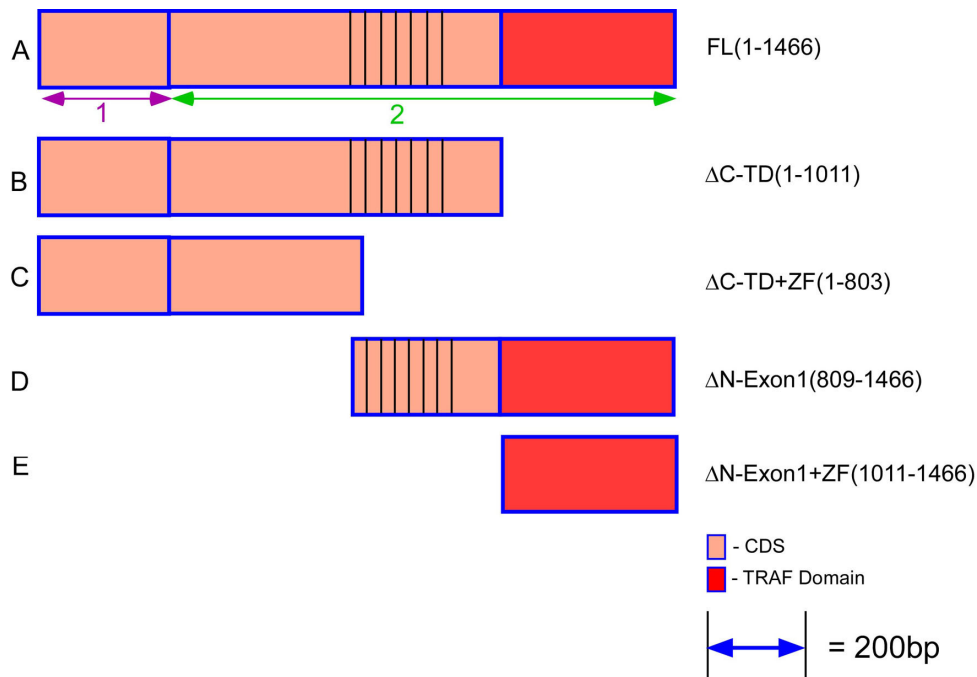 A FL(1-1466)
1 2
B ΔC-TD(1-1011)
C ΔC-TD+ZF(1-803)
D ΔN-Exon1(809-1466)
E ΔN-Exon1+ZF(1011-1466)
- CDS
- TRAF Domain
= 200bp